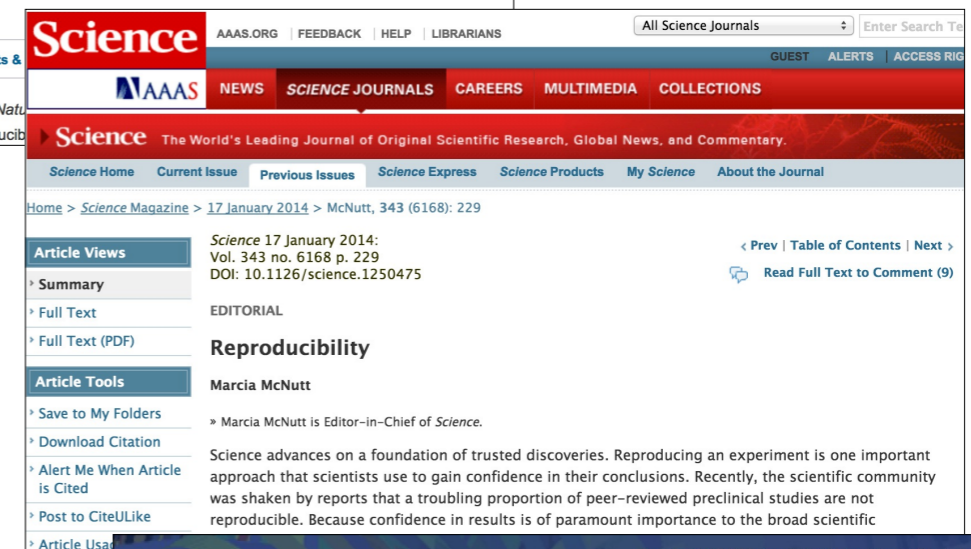 Science AAAS.ORG | FEEDBACK | HELP | LIBRARIANS All Science Journals Enter Search
GUEST ALERTS | ACCESS
AAAS NEWS SCIENCE JOURNALS CAREERS MULTIMEDIA COLLECTIONS
Science The World's Leading Journal of Original Scientific Research, Global News, and Commentary.
Science Home Current Issue Previous Issues Science Express Science Products My Science About the Journal
Home > Science Magazine > 17 January 2014 > McNutt, 343 (6168): 229
Article Views
› Summary
› Full Text
› Full Text (PDF)
Article Tools
› Save to My Folders
› Download Citation
› Alert Me When Article
is Cited
› Post to CiteULike
› Article
Science 17 January 2014:
Vol. 343 no. 6168 p. 229
DOI: 10.1126/science.1250475
‹ Prev | Table of Contents | Next ›
Read Full Text to Comment (9)
EDITORIAL
Reproducibility
Marcia McNutt
» Marcia McNutt is Editor-in-Chief of Science.
Science advances on a foundation of trusted discoveries. Reproducing an experiment is one important
approach that scientists use to gain confidence in their conclusions. Recently, the scientific community
was shaken by reports that a troubling proportion of peer-reviewed preclinical studies are not
reproducible. Because confidence in results is of paramount importance to the broad scientific